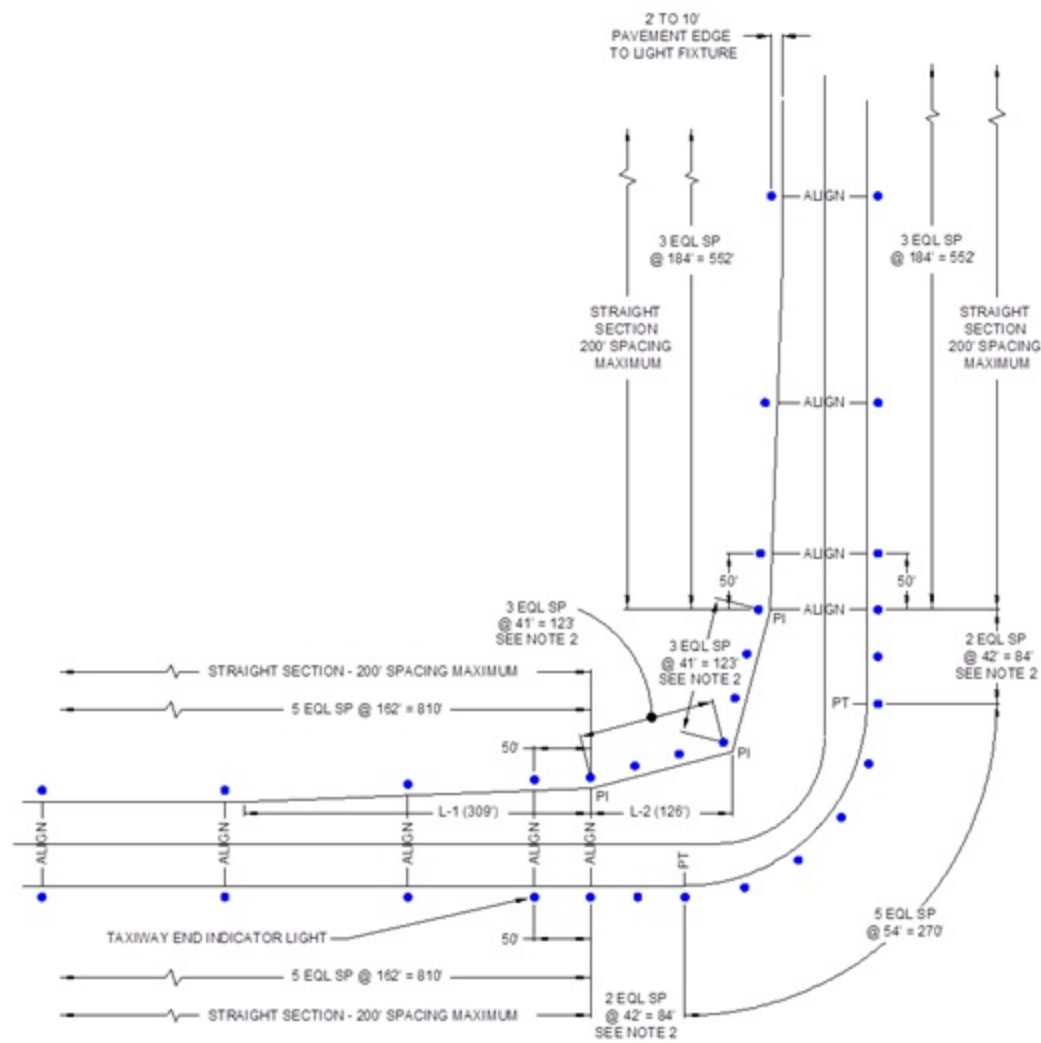 2' TO 10'
PAVEMENT EDGE
TO LIGHT FIXTURE
ALIGN
3 EQL SP
@ 184' = 552'
3 EQL SP
@ 184' = 552'
STRAIGHT
SECTION
200' SPACING
MAXIMUM
STRAIGHT
SECTION
200' SPACING
MAXIMUM
ALIGN
ALIGN
50'
50'
ALIGN
PI
3 EQL SP
@ 41' = 123'
SEE NOTE 2
3 EQL SP
@ 41' = 123'
SEE NOTE 2
2 EQL SP
@ 42' = 84'
SEE NOTE 2
STRAIGHT SECTION - 200' SPACING MAXIMUM
5 EQL SP @ 162' = 810'
PT
50'
PI
PI
L-1 (309')
L-2 (126')
ALIGN
ALIGN
ALIGN
ALIGN
ALIGN
PT
TAXIWAY END INDICATOR LIGHT
50'
5 EQL SP
@ 54' = 270'
5 EQL SP @ 162' = 810'
2 EQL SP
@ 42' = 84'
SEE NOTE 2
STRAIGHT SECTION - 200' SPACING MAXIMUM